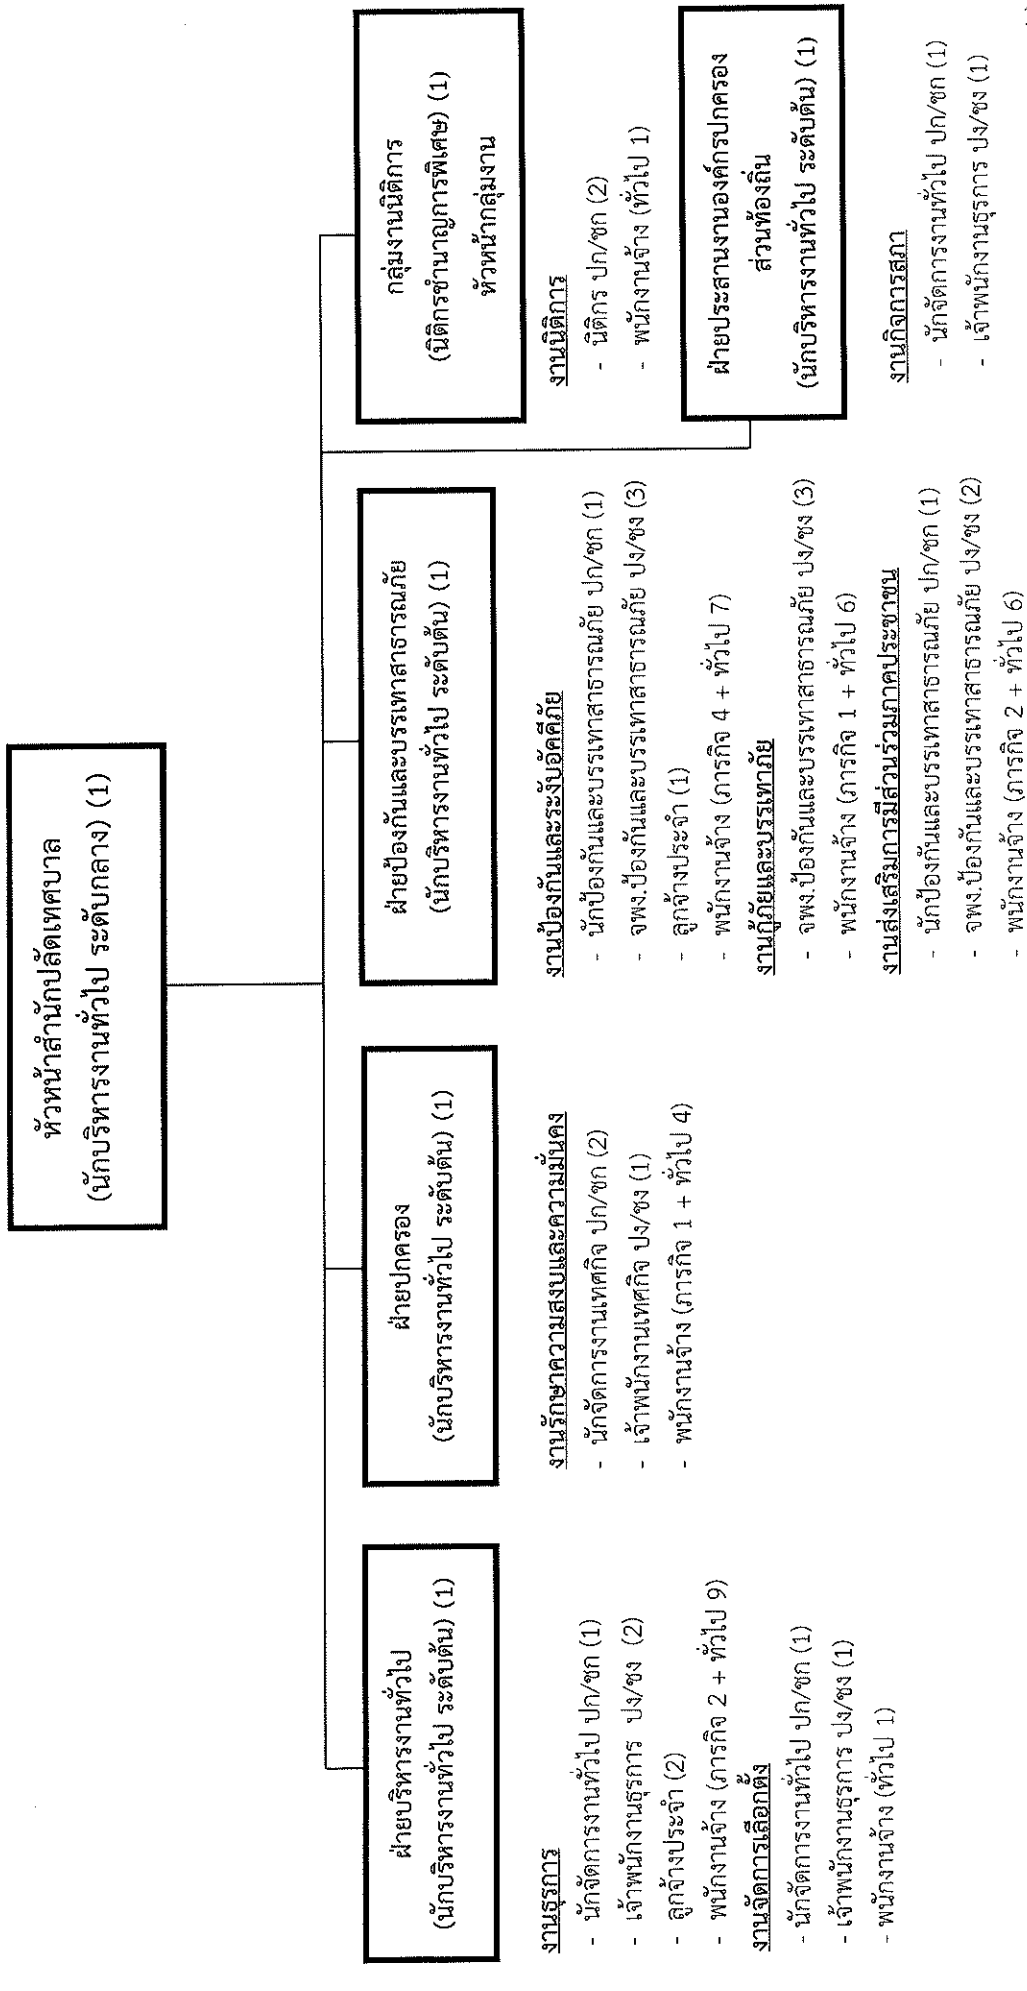 หัวหน้าสำนักปลัดเทศบาล
(นักบริหารงานทั่วไป ระดับกลาง) (1)
ฝ่ายบริหารงานทั่วไป
(นักบริหารงานทั่วไป ระดับต้น) (1)
งานธุรการ
- นักจัดการงานทั่วไป ปก/ชก (1)
- เจ้าพนักงานธุรการ ปง/ชง (2)
- ลูกจ้างประจำ (2)
- พนักงานจ้าง (ภารกิจ 2 + ทั่วไป 9)
งานจัดการเลือกตั้ง
- นักจัดการงานทั่วไป ปก/ชก (1)
- เจ้าพนักงานธุรการ ปง/ชง (1)
- พนักงานจ้าง (ทั่วไป 1)
ฝ่ายปกครอง
(นักบริหารงานทั่วไป ระดับต้น) (1)
งานรักษาความสงบและความมั่นคง
- นักจัดการงานเทศกิจ ปก/ชก (2)
- เจ้าพนักงานเทศกิจ ปง/ชง (1)
- พนักงานจ้าง (ภารกิจ 1 + ทั่วไป 4)
ฝ่ายป้องกันและบรรเทาสาธารณภัย
(นักบริหารงานทั่วไป ระดับต้น) (1)
งานป้องกันและระงับอัคคีภัย
- นักป้องกันและบรรเทาสาธารณภัย ปก/ชก (1)
- จพง.ป้องกันและบรรเทาสาธารณภัย ปง/ชง (3)
- ลูกจ้างประจำ (1)
- พนักงานจ้าง (ภารกิจ 4 + ทั่วไป 7)
งานกู้ภัยและบรรเทาภัย
- จพง.ป้องกันและบรรเทาสาธารณภัย ปง/ชง (3)
- พนักงานจ้าง (ภารกิจ 1 + ทั่วไป 6)
งานส่งเสริมการมีส่วนร่วมภาคประชาชน
- นักป้องกันและบรรเทาสาธารณภัย ปก/ชก (1)
- จพง.ป้องกันและบรรเทาสาธารณภัย ปง/ชง (2)
- พนักงานจ้าง (ภารกิจ 2 + ทั่วไป 6)
กลุ่มงานนิติการ
(นิติกรชำนาญการพิเศษ) (1)
หัวหน้ากลุ่มงาน
งานนิติการ
- นิติกร ปก/ชก (2)
- พนักงานจ้าง (ทั่วไป 1)
ฝ่ายประสานงานองค์กรปกครอง
ส่วนท้องถิ่น
(นักบริหารงานทั่วไป ระดับต้น) (1)
งานกิจการสภา
- นักจัดการงานทั่วไป ปก/ชก (1)
- เจ้าพนักงานธุรการ ปง/ชง (1)